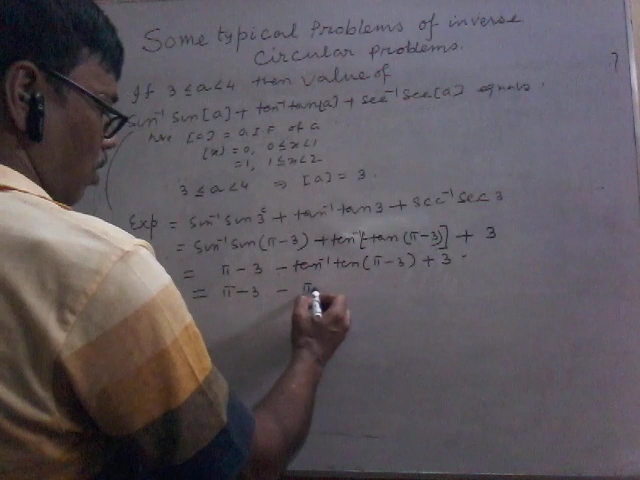 Some typical Problems of inverse
Circular problems.
If 3 ≤ a < 4 then value of
sin⁻¹ sin[a] + tan⁻¹ tan[a] + sec⁻¹ sec[a] equals.
here [a] = G I F of a
[x] = 0, 0 ≤ x < 1
= 1, 1 ≤ x < 2
3 ≤ a < 4 ⇒ [a] = 3.
Exp = sin⁻¹ sin 3 + tan⁻¹ tan 3 + sec⁻¹ sec 3
= sin⁻¹ sin(π-3) + tan⁻¹[-tan(π-3)] + 3
= π-3 - tan⁻¹ tan(π-3) + 3.
= π-3 - π